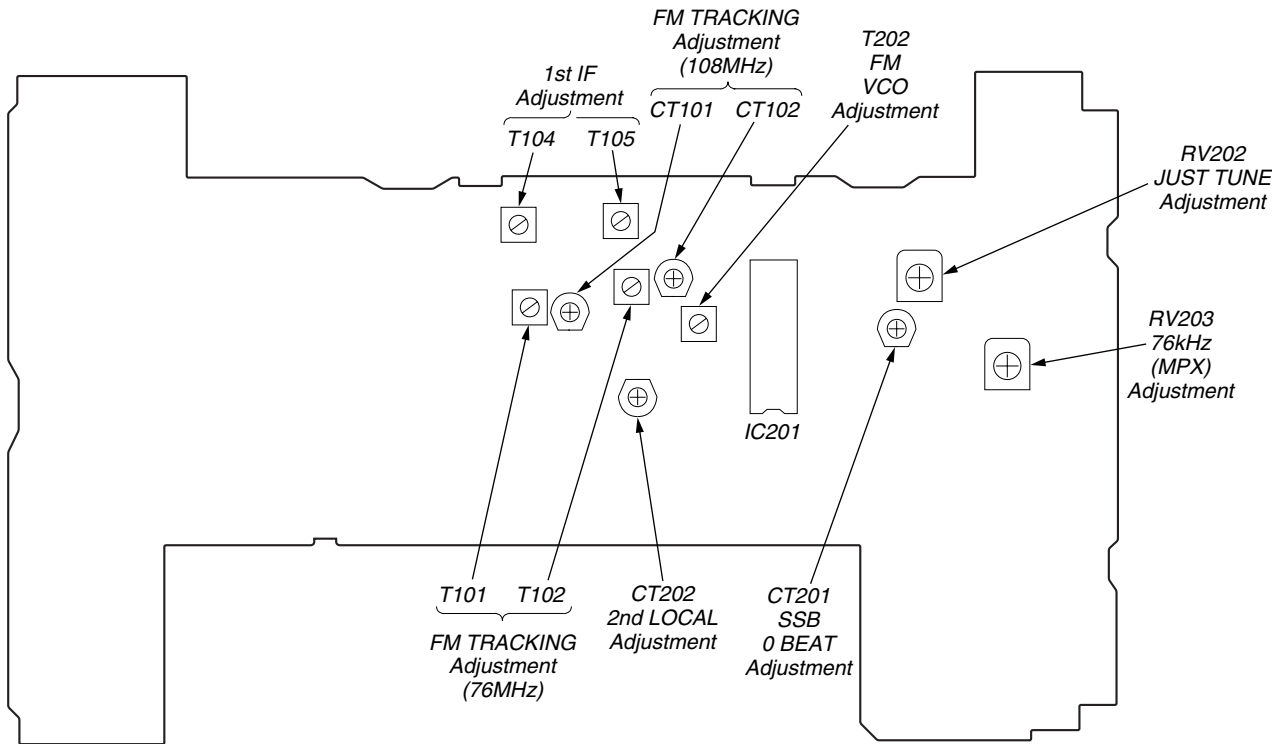 FM TRACKING
Adjustment
(108MHz)
CT101 CT102
1st IF
Adjustment
T104 T105
T202
FM
VCO
Adjustment
RV202
JUST TUNE
Adjustment
RV203
76kHz
(MPX)
Adjustment
IC201
T101 T102
FM TRACKING
Adjustment
(76MHz)
CT202
2nd LOCAL
Adjustment
CT201
SSB
0 BEAT
Adjustment